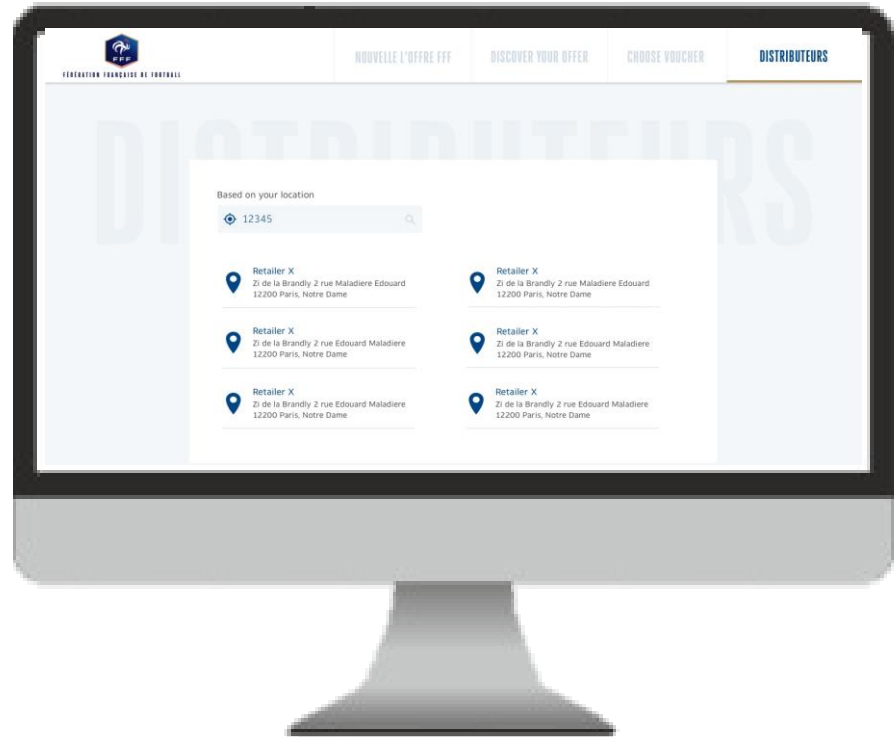 FFF
FÉDÉRATION FRANÇAISE DE FOOTBALL
NOUVELLE L'OFFRE FFF
DISCOVER YOUR OFFER
CHOOSE VOUCHER
DISTRIBUTEURS
DISTRIBUTEURS
Based on your location
12345
Retailer X
Zi de la Brandly 2 rue Maladiere Edouard
12200 Paris, Notre Dame
Retailer X
Zi de la Brandly 2 rue Maladiere Edouard
12200 Paris, Notre Dame
Retailer X
Zi de la Brandly 2 rue Edouard Maladiere
12200 Paris, Notre Dame
Retailer X
Zi de la Brandly 2 rue Edouard Maladiere
12200 Paris, Notre Dame
Retailer X
Zi de la Brandly 2 rue Edouard Maladiere
12200 Paris, Notre Dame
Retailer X
Zi de la Brandly 2 rue Edouard Maladiere
12200 Paris, Notre Dame